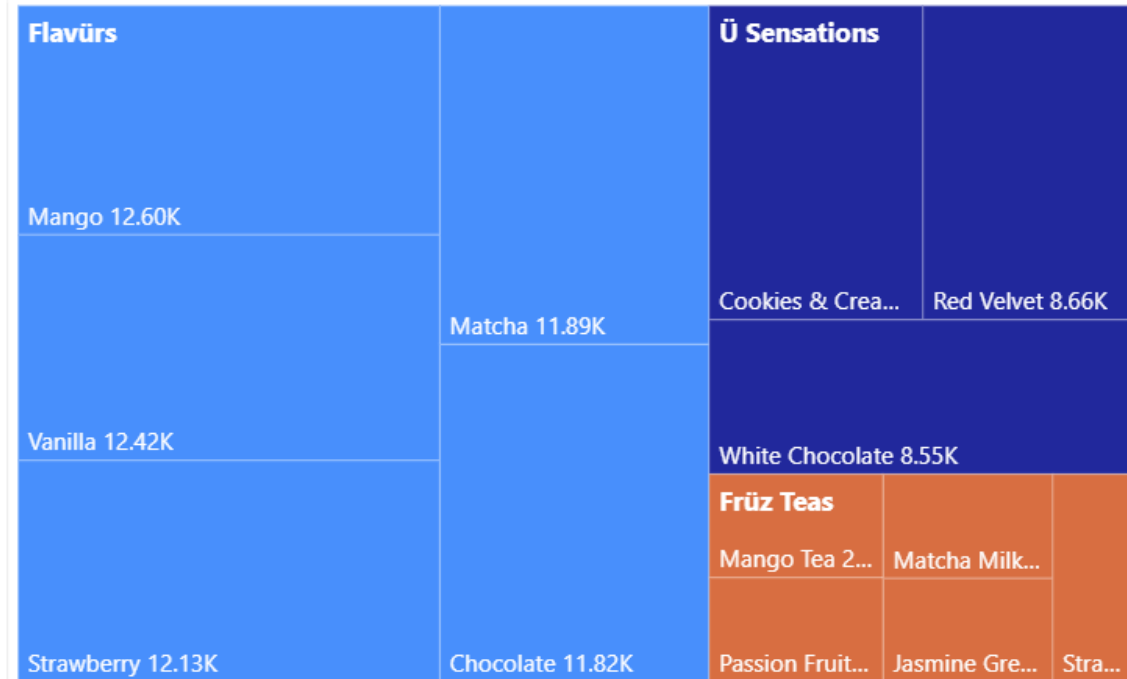 Flavürs
Mango 12.60K
Vanilla 12.42K
Strawberry 12.13K
Matcha 11.89K
Chocolate 11.82K
Ü Sensations
Cookies & Crea...
Red Velvet 8.66K
White Chocolate 8.55K
Früz Teas
Mango Tea 2...
Matcha Milk...
Passion Fruit...
Jasmine Gre...
Stra...